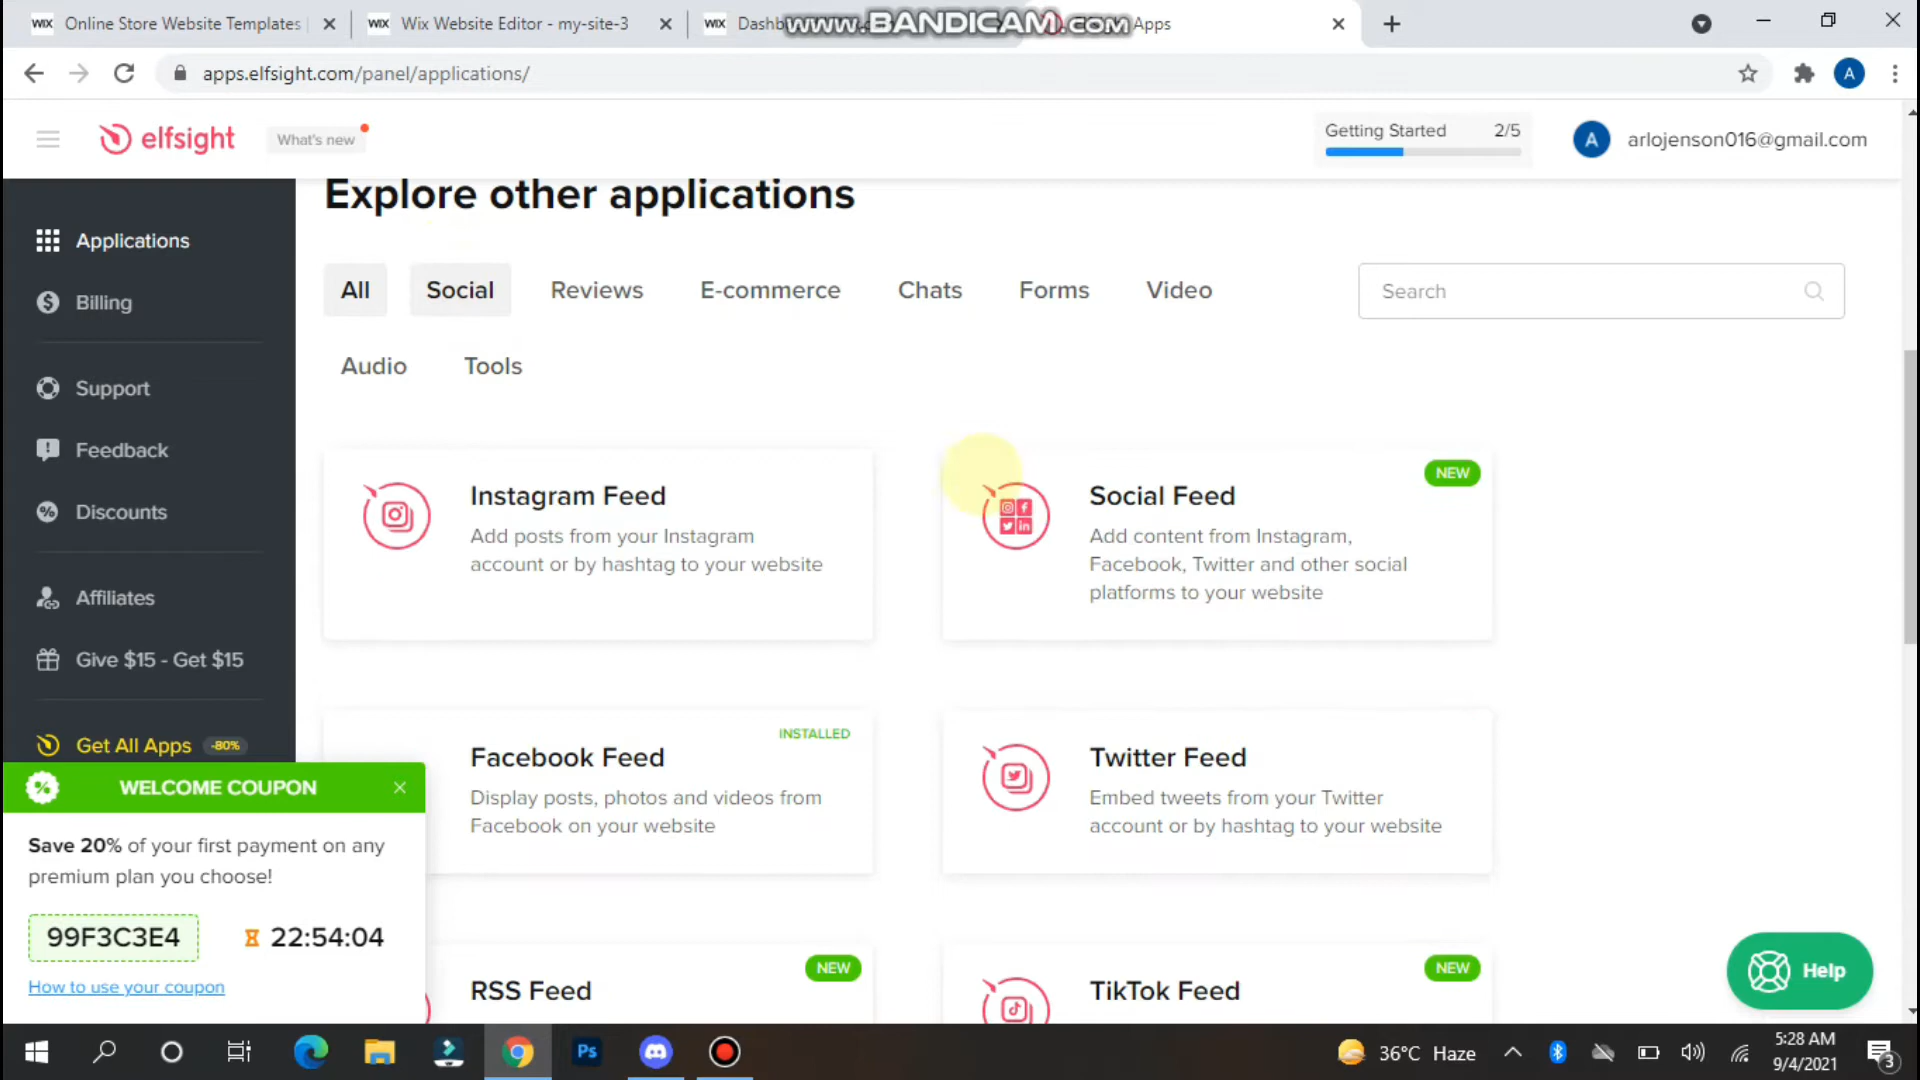 WIX Online Store Website Templates
WIX Wix Website Editor - my-site-3
WIX Dashb
www.BANDICAM.com
Apps
apps.elfsight.com/panel/applications/
A
elfsight
What's new
Getting Started 2/5
A arlojenson016@gmail.com
Applications
Billing
Support
Feedback
Discounts
Affiliates
Give $15 - Get $15
Get All Apps -80%
Explore other applications
All Social Reviews E-commerce Chats Forms Video
Audio Tools
Search
Instagram Feed
Add posts from your Instagram
account or by hashtag to your website
NEW
Social Feed
Add content from Instagram,
Facebook, Twitter and other social
platforms to your website
INSTALLED
Facebook Feed
Display posts, photos and videos from
Facebook on your website
Twitter Feed
Embed tweets from your Twitter
account or by hashtag to your website
NEW
RSS Feed
NEW
TikTok Feed
WELCOME COUPON
Save 20% of your first payment on any
premium plan you choose!
99F3C3E4 22:54:04
How to use your coupon
Help
Ps
36°C Haze
5:28 AM
9/4/2021
3